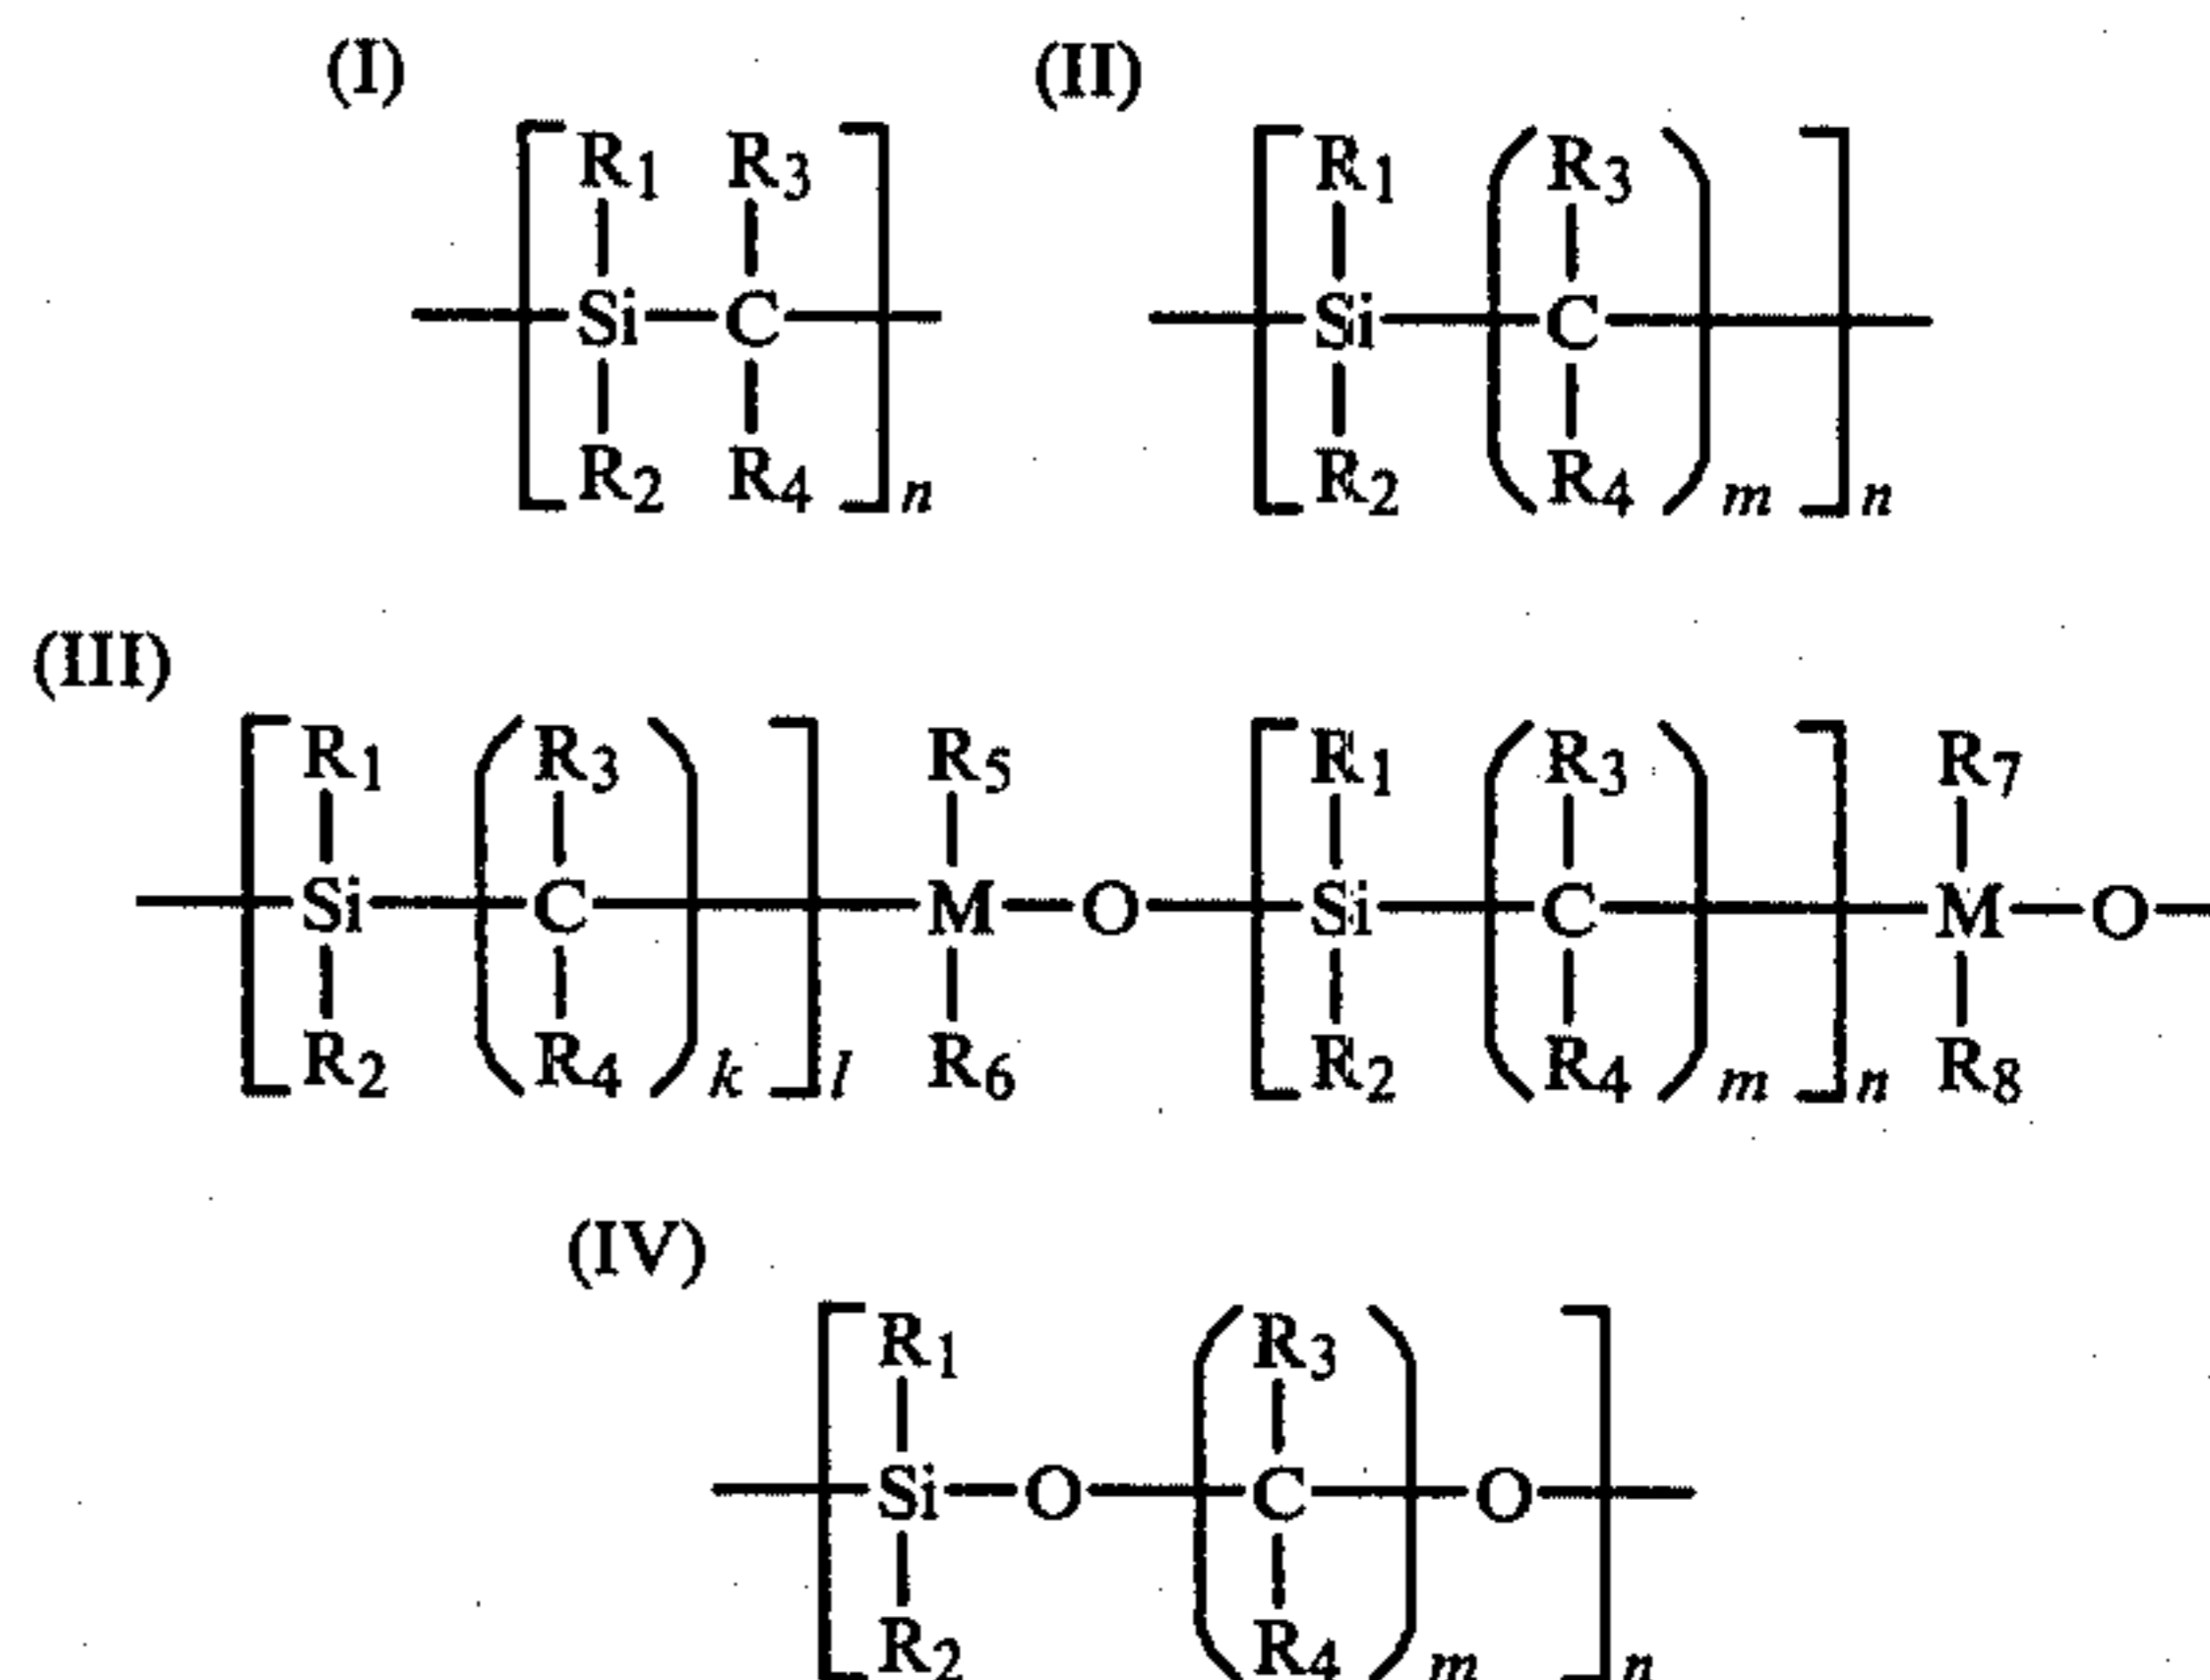 (I) (II)
R1 R3 R1 R3
Si C Si C
R2 R4 n R2 R4 m n
(III)
R1 R3 R5 R1 R3 R7
Si C M O Si C M O
R2 R4 k l R6 R2 R4 m n R8
(IV)
R1 R3
Si O C O
R2 R4 m n